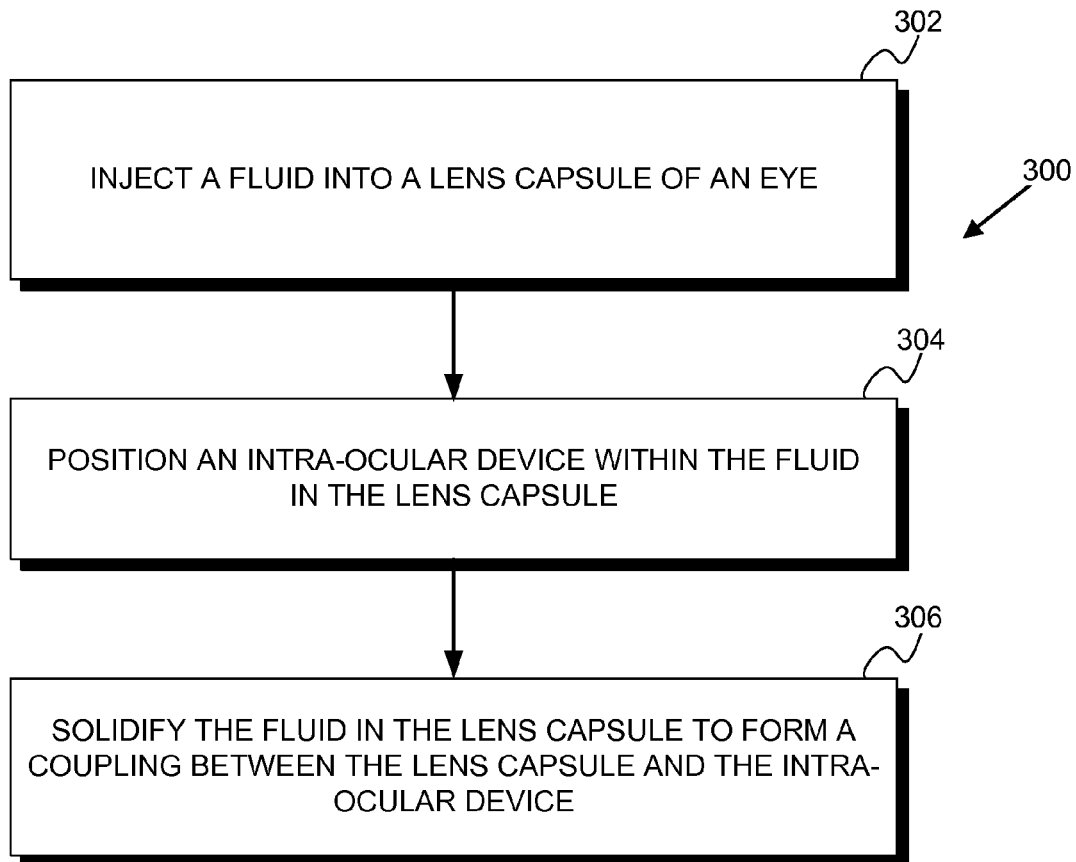 302
INJECT A FLUID INTO A LENS CAPSULE OF AN EYE
300
304
POSITION AN INTRA-OCULAR DEVICE WITHIN THE FLUID
IN THE LENS CAPSULE
306
SOLIDIFY THE FLUID IN THE LENS CAPSULE TO FORM A
COUPLING BETWEEN THE LENS CAPSULE AND THE INTRA-
OCULAR DEVICE